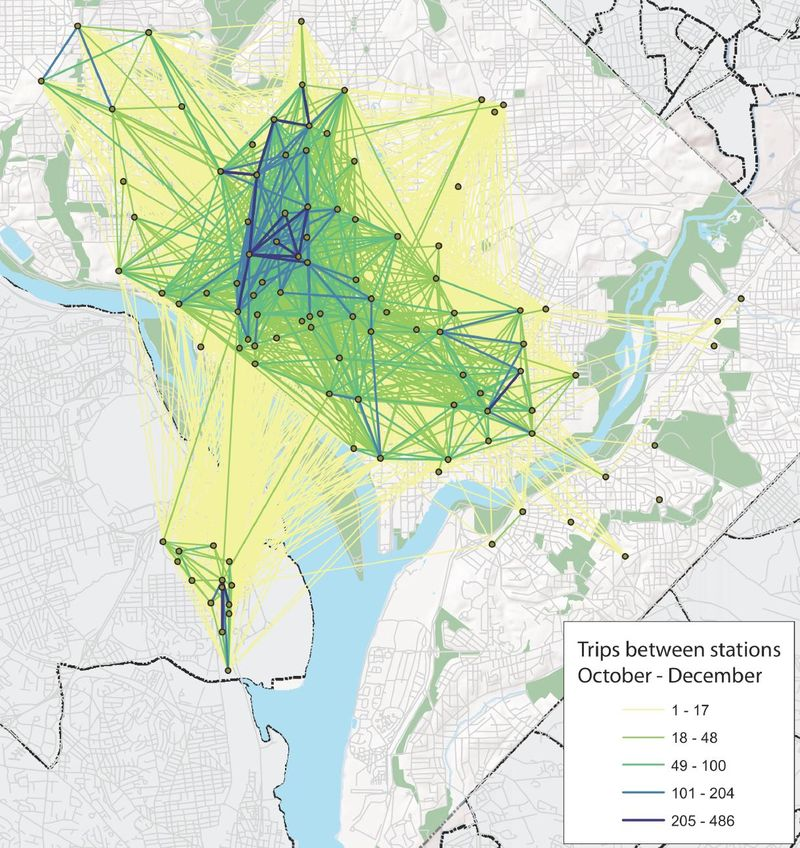 Trips between stations
October - December
1 - 17
18 - 48
49 - 100
101 - 204
205 - 486